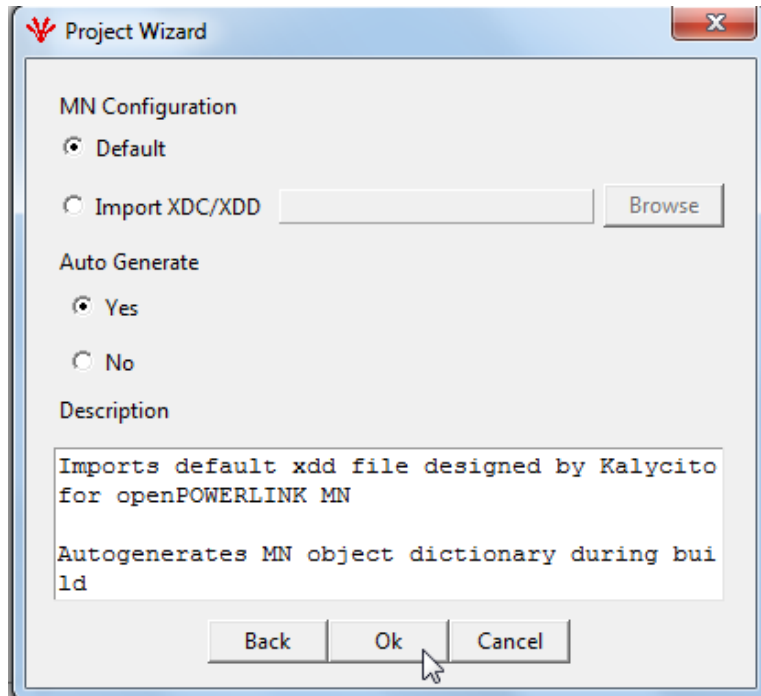 Project Wizard
MN Configuration
Default
Import XDC/XDD
Browse
Auto Generate
Yes
No
Description
Imports default xdd file designed by Kalycito
for openPOWERLINK MN
Autogenerates MN object dictionary during bui
ld
Back
Ok
Cancel